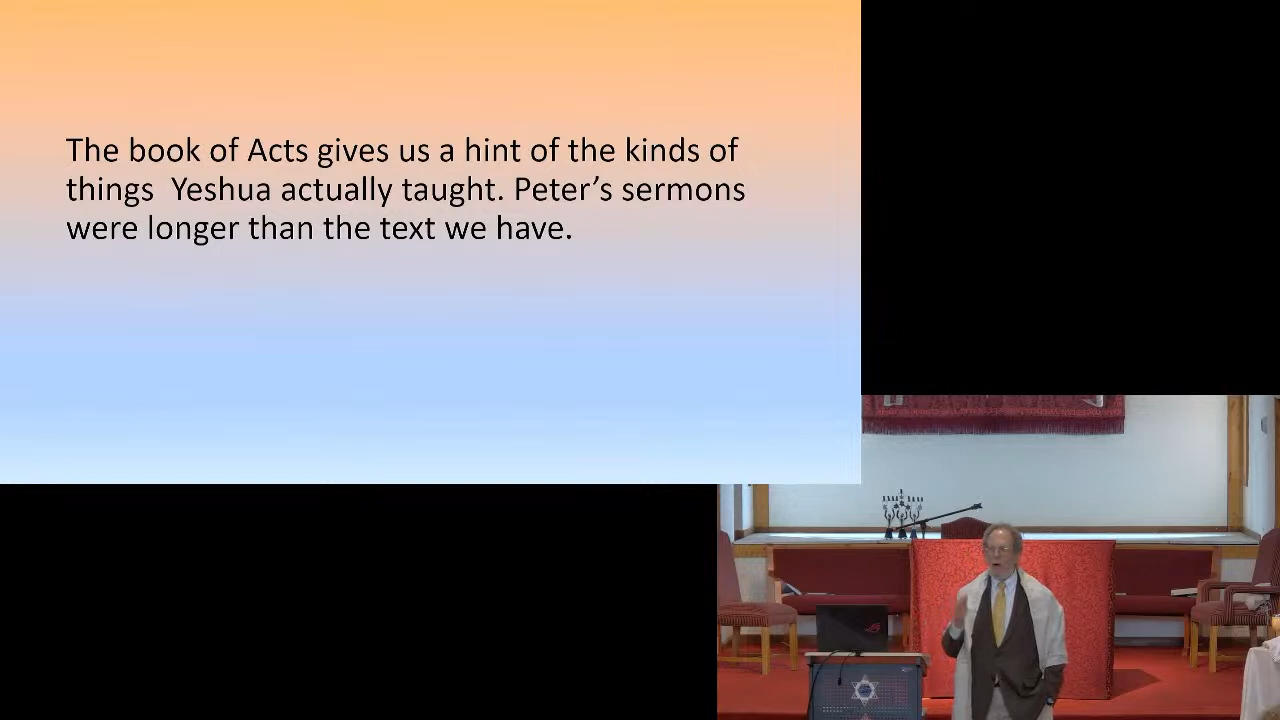 The book of Acts gives us a hint of the kinds of
things  Yeshua actually taught. Peter’s sermons
were longer than the text we have.